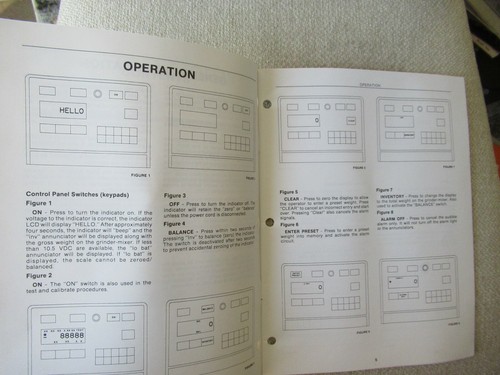 OPERATION
HELLO
ON
FIGURE 1
Control Panel Switches (keypads)
Figure 1
ON - Press to turn the indicator on. If the
voltage to the indicator is correct, the indicator
LCD will display "HELLO." After approximately
four seconds, the indicator will "beep" and the
"Inv" annunciator will be displayed along with
the gross weight on the grinder-mixer. If less
than 10.5 VDC are available, the "lo bat"
annunciator will be displayed. If "lo bat" is
displayed, the scale cannot be zeroed/
balanced.
Figure 2
ON - The "ON" switch is also used in the
test and calibrate procedures.
88888
Figure 3
OFF - Press to turn the indicator off. The
indicator will retain the "zero" or
unless the power cord is disconnected.
Figure 4
BALANCE - Press within two seconds
pressing "Inv" to balance (zero) the
The switch is deactivated after two
to prevent accidental zeroing of the
BALANCE
0
OPERATION
0
Figure 5
CLEAR - Press to zero the display to allow
the operator to enter a preset weight. Press
"CLEAR" to cancel an incorrect entry and start
over. Pressing "Clear" also cancels the alarm
signals.
Figure 6
ENTER PRESET - Press to enter a preset
weight into memory and activate the alarm
circuit.
Figure 7
INVENTORY - Press to change the display
to the total weight on the grinder-mixer. Also
used to activate the "BALANCE" switch.
Figure 8
ALARM OFF - Press to cancel the audible
alarm only. It will not turn off the alarm light
or the annunciators.